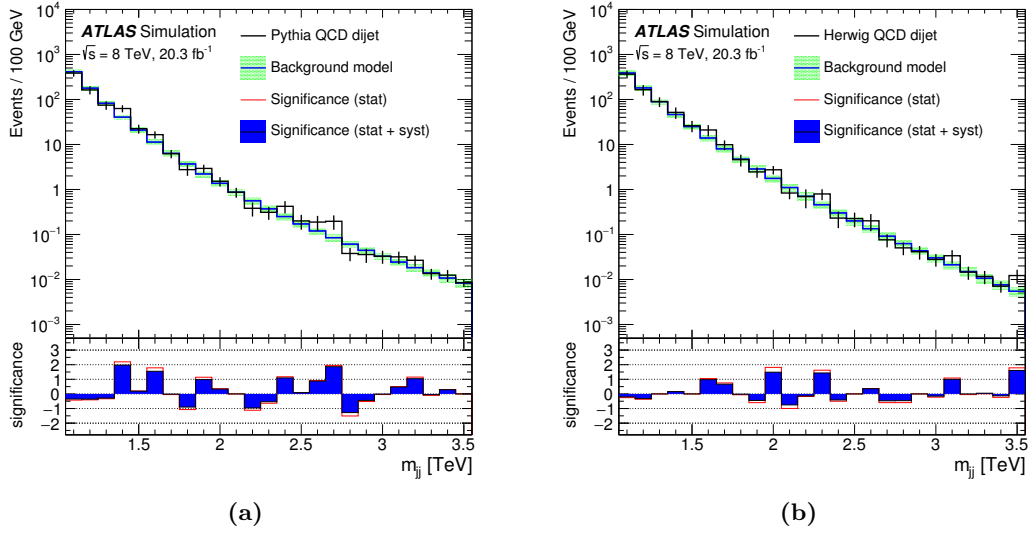 ATLAS Simulation
√s = 8 TeV, 20.3 fb⁻¹
Pythia QCD dijet
Background model
Significance (stat)
Significance (stat + syst)
Events / 100 GeV
10⁴
10³
10²
10
1
10⁻¹
10⁻²
10⁻³
significance
3
2
1
0
−1
−2
1.5 2 2.5 3 3.5
m_jj [TeV]
(a)
ATLAS Simulation
√s = 8 TeV, 20.3 fb⁻¹
Herwig QCD dijet
Background model
Significance (stat)
Significance (stat + syst)
Events / 100 GeV
10⁴
10³
10²
10
1
10⁻¹
10⁻²
10⁻³
significance
3
2
1
0
−1
−2
1.5 2 2.5 3 3.5
m_jj [TeV]
(b)